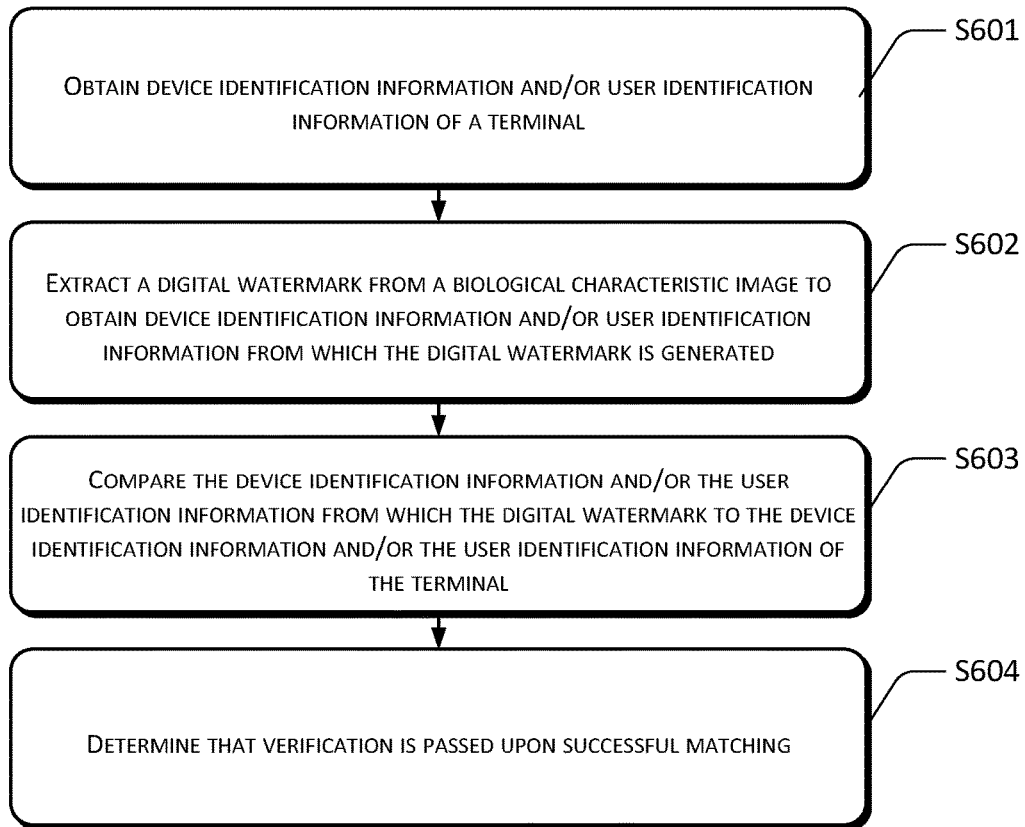 S601
OBTAIN DEVICE IDENTIFICATION INFORMATION AND/OR USER IDENTIFICATION
INFORMATION OF A TERMINAL
S602
EXTRACT A DIGITAL WATERMARK FROM A BIOLOGICAL CHARACTERISTIC IMAGE TO
OBTAIN DEVICE IDENTIFICATION INFORMATION AND/OR USER IDENTIFICATION
INFORMATION FROM WHICH THE DIGITAL WATERMARK IS GENERATED
S603
COMPARE THE DEVICE IDENTIFICATION INFORMATION AND/OR THE USER
IDENTIFICATION INFORMATION FROM WHICH THE DIGITAL WATERMARK TO THE DEVICE
IDENTIFICATION INFORMATION AND/OR THE USER IDENTIFICATION INFORMATION OF
THE TERMINAL
S604
DETERMINE THAT VERIFICATION IS PASSED UPON SUCCESSFUL MATCHING